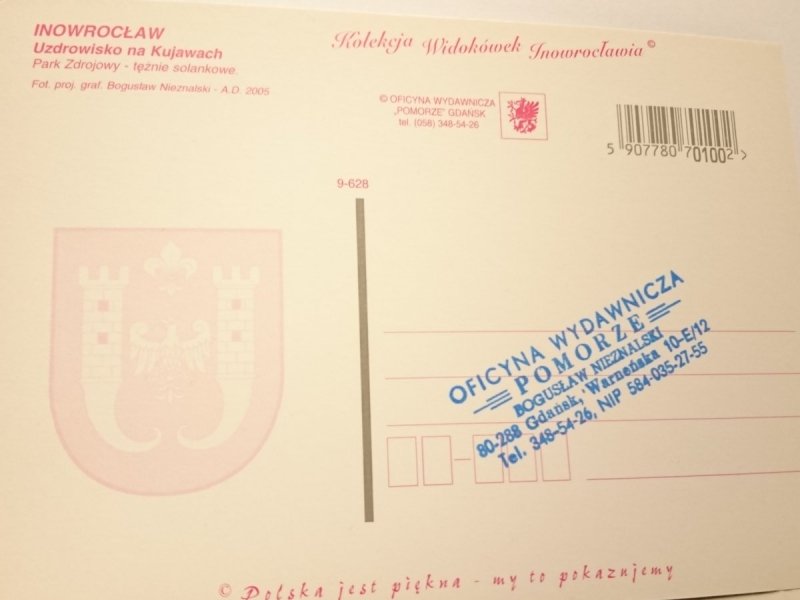 INOWROCŁAW
Uzdrowisko na Kujawach
Park Zdrojowy - tężnie solankowe.
Fot. proj. graf. Bogusław Nieznalski - A.D. 2005
Kolekcja Widokówek Inowrocławia©
© OFICYNA WYDAWNICZA
„POMORZE" GDAŃSK
tel. (058) 348-54-26
5 907780 701002 >
9-628
OFICYNA WYDAWNICZA
POMORZE
BOGUSŁAW NIEZNALSKI
80-288 Gdańsk, Warneńska 10-E/12
Tel. 348-54-26, NIP 584-035-27-55
© Polska jest piękna - my to pokazujemy